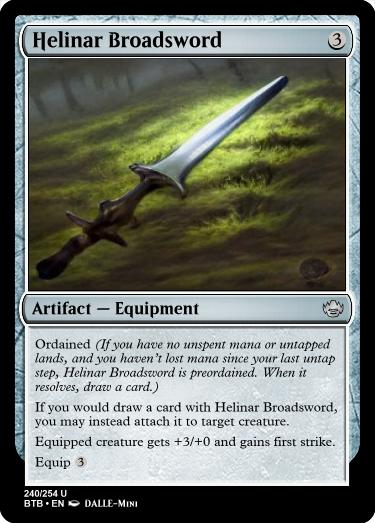 Helinar Broadsword 3
Artifact — Equipment
Ordained (If you have no unspent mana or untapped
lands, and you haven't lost mana since your last untap
step, Helinar Broadsword is preordained. When it
resolves, draw a card.)
If you would draw a card with Helinar Broadsword,
you may instead attach it to target creature.
Equipped creature gets +3/+0 and gains first strike.
Equip 3
240/254 U
BTB • EN DALLE-Mini